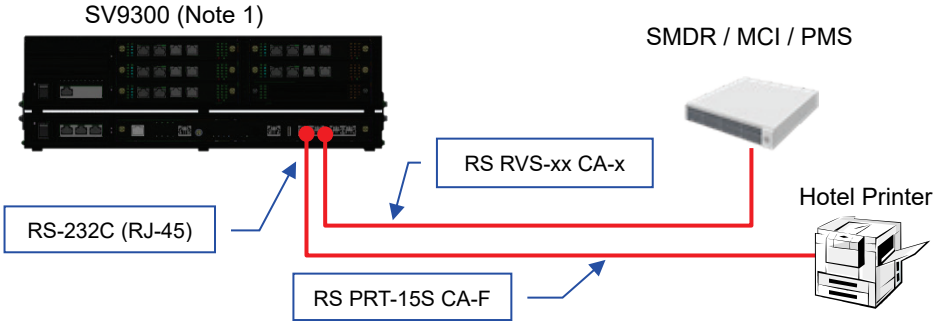 SV9300 (Note 1)
SMDR / MCI / PMS
RS RVS-xx CA-x
Hotel Printer
RS-232C (RJ-45)
RS PRT-15S CA-F